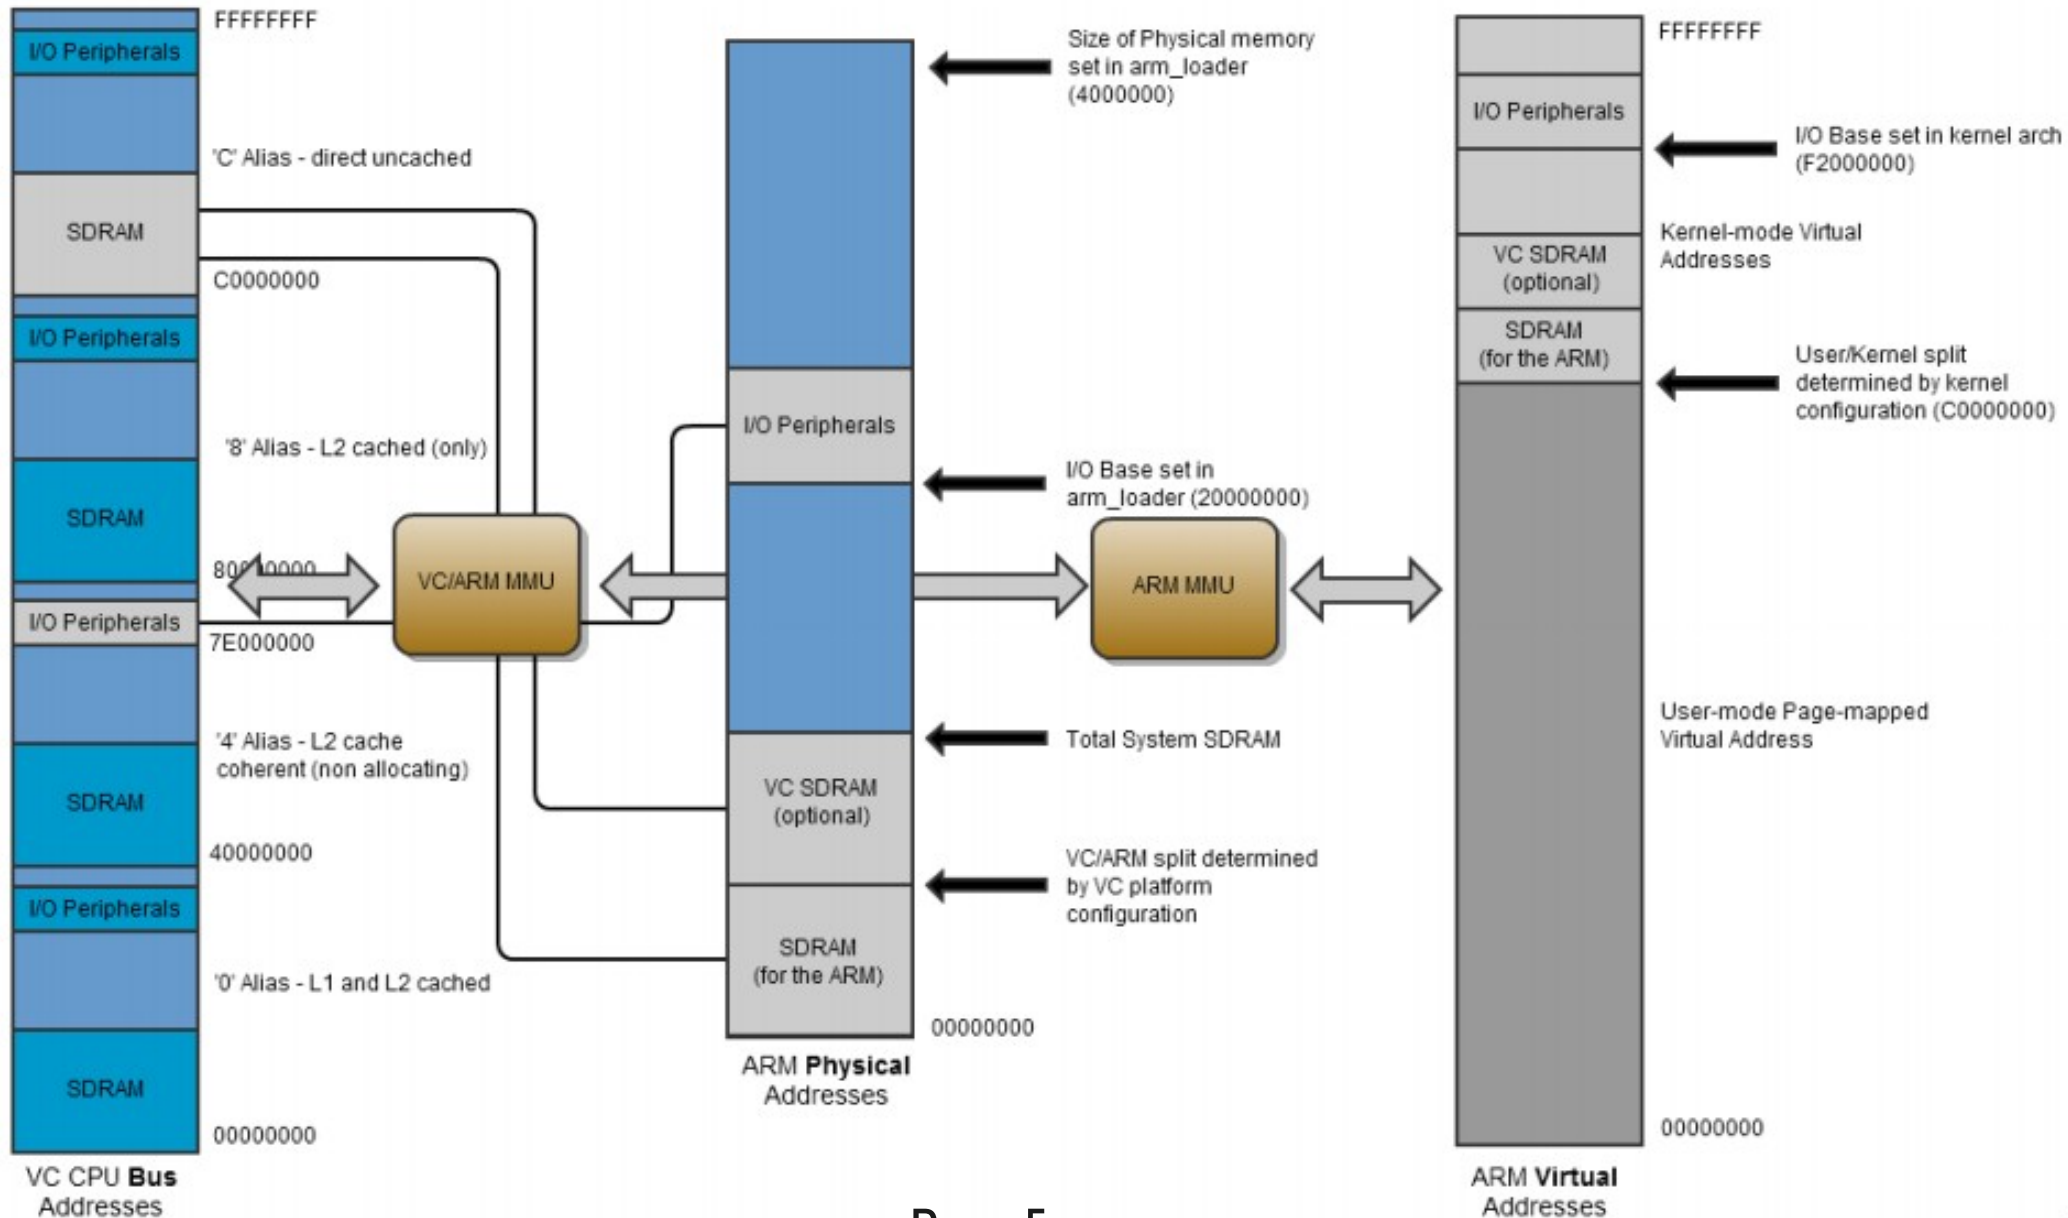 FFFFFFFF
I/O Peripherals
'C' Alias - direct uncached
SDRAM
C0000000
I/O Peripherals
'8' Alias - L2 cached (only)
SDRAM
I/O Peripherals
7E000000
'4' Alias - L2 cache
coherent (non allocating)
SDRAM
40000000
I/O Peripherals
'0' Alias - L1 and L2 cached
SDRAM
00000000
VC CPU Bus
Addresses
VC/ARM MMU
Size of Physical memory
set in arm_loader
(4000000)
I/O Peripherals
I/O Base set in
arm_loader (20000000)
Total System SDRAM
VC SDRAM
(optional)
VC/ARM split determined
by VC platform
configuration
SDRAM
(for the ARM)
00000000
ARM Physical
Addresses
ARM MMU
FFFFFFFF
I/O Peripherals
I/O Base set in kernel arch
(F2000000)
Kernel-mode Virtual
Addresses
VC SDRAM
(optional)
SDRAM
(for the ARM)
User/Kernel split
determined by kernel
configuration (C0000000)
User-mode Page-mapped
Virtual Address
00000000
ARM Virtual
Addresses